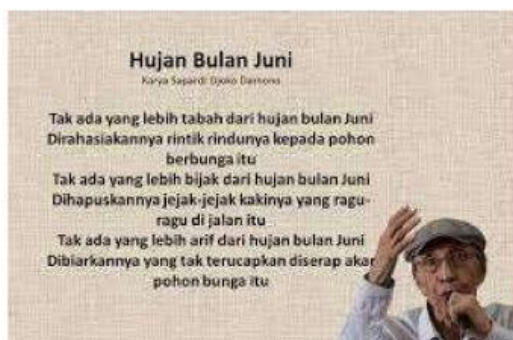 Hujan Bulan Juni
Karya Sapardi Djoko Damono
Tak ada yang lebih tabah dari hujan bulan Juni
Dirahasiakannya rintik rindunya kepada pohon
berbunga itu
Tak ada yang lebih bijak dari hujan bulan Juni
Dihapuskannya jejak-jejak kakinya yang ragu-
ragu di jalan itu
Tak ada yang lebih arif dari hujan bulan Juni
Dibiarkannya yang tak terucapkan diserap akar
pohon bunga itu